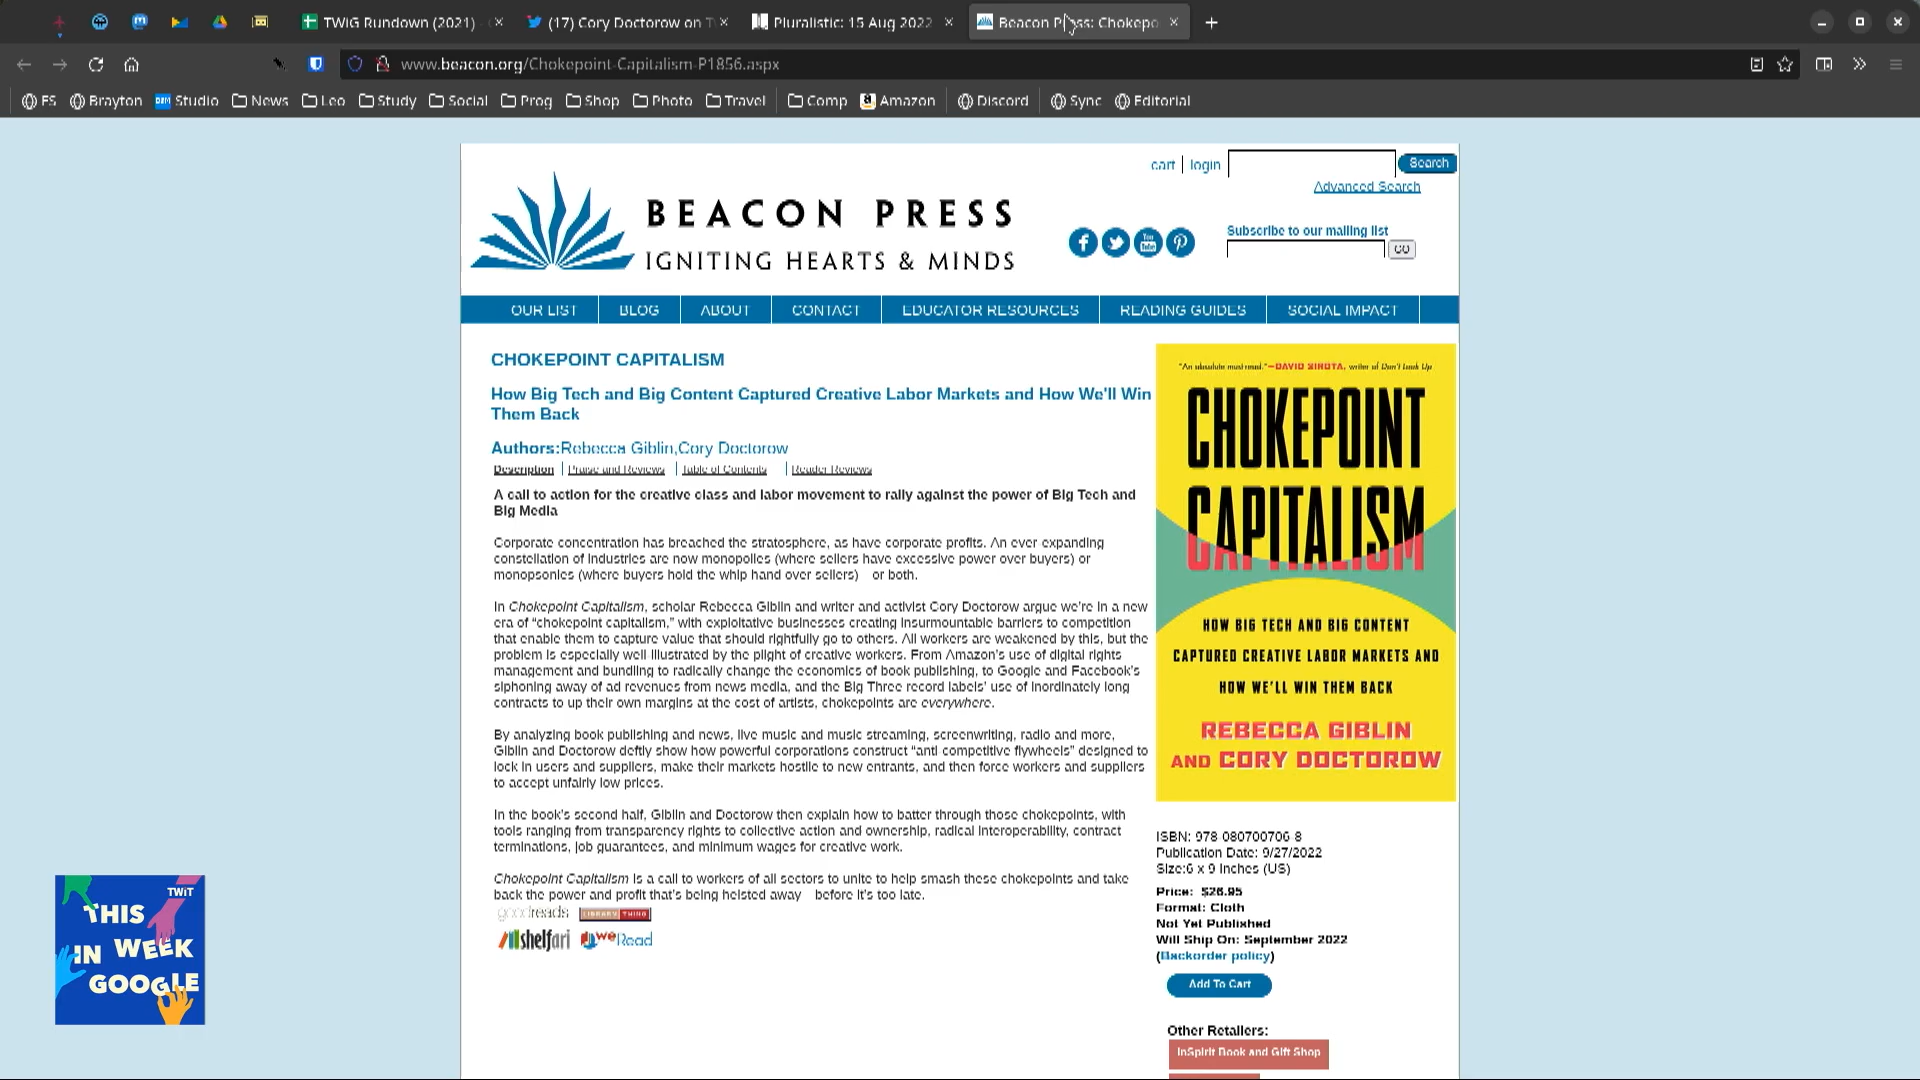 TWiG Rundown (2021) -
(17) Cory Doctorow on T
Pluralistic: 15 Aug 2022
Beacon Press: Chokepo
www.beacon.org/Chokepoint-Capitalism-P1856.aspx
FS
Brayton
Studio
News
Leo
Study
Social
Prog
Shop
Photo
Travel
Comp
Amazon
Discord
Sync
Editorial
cart
login
Search
Advanced Search
BEACON PRESS
IGNITING HEARTS & MINDS
Subscribe to our mailing list
GO
OUR LIST
BLOG
ABOUT
CONTACT
EDUCATOR RESOURCES
READING GUIDES
SOCIAL IMPACT
CHOKEPOINT CAPITALISM
How Big Tech and Big Content Captured Creative Labor Markets and How We'll Win
Them Back
Authors:Rebecca Giblin,Cory Doctorow
Description
Praise and Reviews
Table of Contents
Reader Reviews
A call to action for the creative class and labor movement to rally against the power of Big Tech and
Big Media
Corporate concentration has breached the stratosphere, as have corporate profits. An ever expanding
constellation of industries are now monopolies (where sellers have excessive power over buyers) or
monopsonies (where buyers hold the whip hand over sellers) or both.
In Chokepoint Capitalism, scholar Rebecca Giblin and writer and activist Cory Doctorow argue we're in a new
era of “chokepoint capitalism,” with exploitative businesses creating insurmountable barriers to competition
that enable them to capture value that should rightfully go to others. All workers are weakened by this, but the
problem is especially well illustrated by the plight of creative workers. From Amazon's use of digital rights
management and bundling to radically change the economics of book publishing, to Google and Facebook's
siphoning away of ad revenues from news media, and the Big Three record labels' use of inordinately long
contracts to up their own margins at the cost of artists, chokepoints are everywhere.
By analyzing book publishing and news, live music and music streaming, screenwriting, radio and more,
Giblin and Doctorow deftly show how powerful corporations construct “anti competitive flywheels” designed to
lock in users and suppliers, make their markets hostile to new entrants, and then force workers and suppliers
to accept unfairly low prices.
In the book's second half, Giblin and Doctorow then explain how to batter through those chokepoints, with
tools ranging from transparency rights to collective action and ownership, radical interoperability, contract
terminations, job guarantees, and minimum wages for creative work.
Chokepoint Capitalism is a call to workers of all sectors to unite to help smash these chokepoints and take
back the power and profit that's being heisted away before it's too late.
goodreads
LIBRARY THING
shelfari
weRead
"An absolute must-read." —DAVID SIROTA, writer of Don't Look Up
CHOKEPOINT
CAPITALISM
HOW BIG TECH AND BIG CONTENT
CAPTURED CREATIVE LABOR MARKETS AND
HOW WE'LL WIN THEM BACK
REBECCA GIBLIN
AND CORY DOCTOROW
ISBN: 978 080700706 8
Publication Date: 9/27/2022
Size:6 x 9 Inches (US)
Price: $26.95
Format: Cloth
Not Yet Published
Will Ship On: September 2022
(Backorder policy)
Add To Cart
Other Retailers:
InSpirit Book and Gift Shop
TWiT
THIS
IN WEEK
GOOGLE